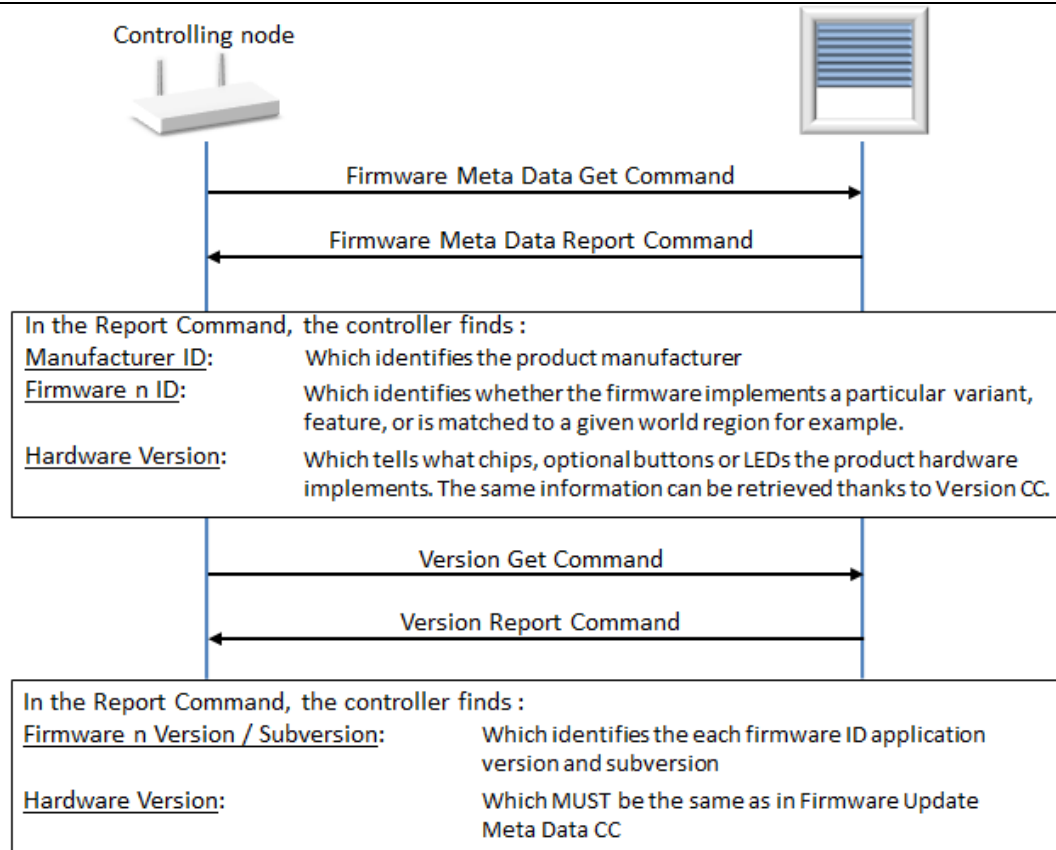 Controlling node
Firmware Meta Data Get Command
Firmware Meta Data Report Command
In the Report Command, the controller finds :
Manufacturer ID: Which identifies the product manufacturer
Firmware n ID: Which identifies whether the firmware implements a particular variant,
feature, or is matched to a given world region for example.
Hardware Version: Which tells what chips, optional buttons or LEDs the product hardware
implements. The same information can be retrieved thanks to Version CC.
Version Get Command
Version Report Command
In the Report Command, the controller finds :
Firmware n Version / Subversion: Which identifies the each firmware ID application
version and subversion
Hardware Version: Which MUST be the same as in Firmware Update
Meta Data CC